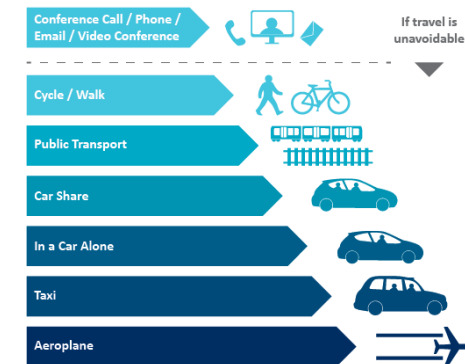 Conference Call / Phone /
Email / Video Conference
If travel is
unavoidable
Cycle / Walk
Public Transport
Car Share
In a Car Alone
Taxi
Aeroplane